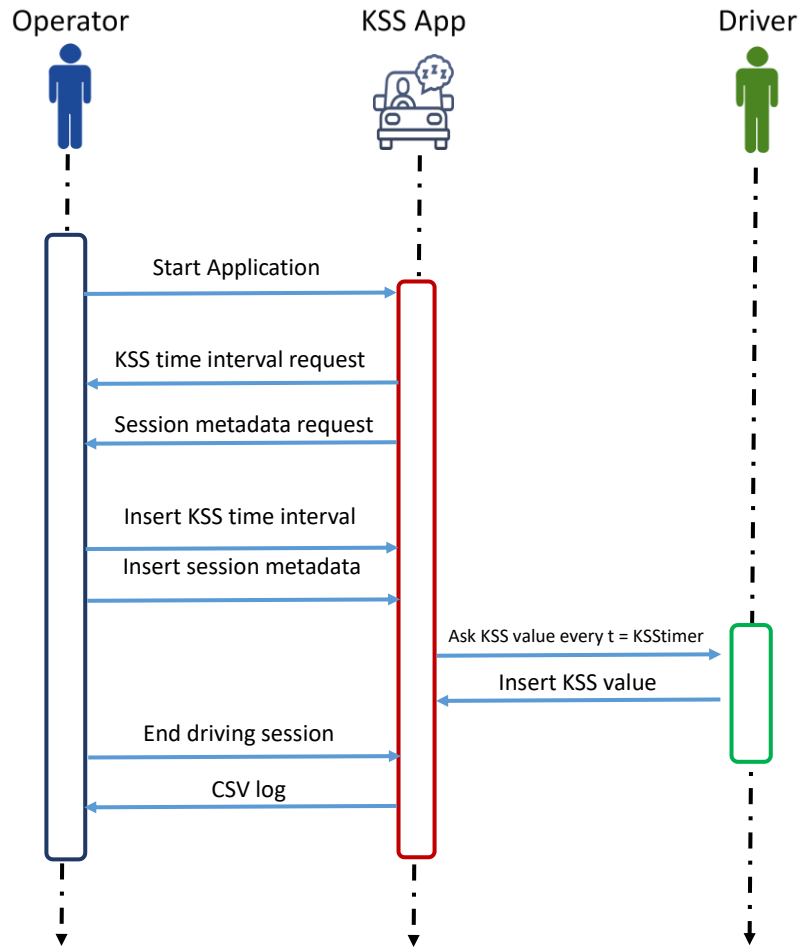 Operator
KSS App
Driver
zzz
Start Application
KSS time interval request
Session metadata request
Insert KSS time interval
Insert session metadata
Ask KSS value every t = KSStimer
Insert KSS value
End driving session
CSV log